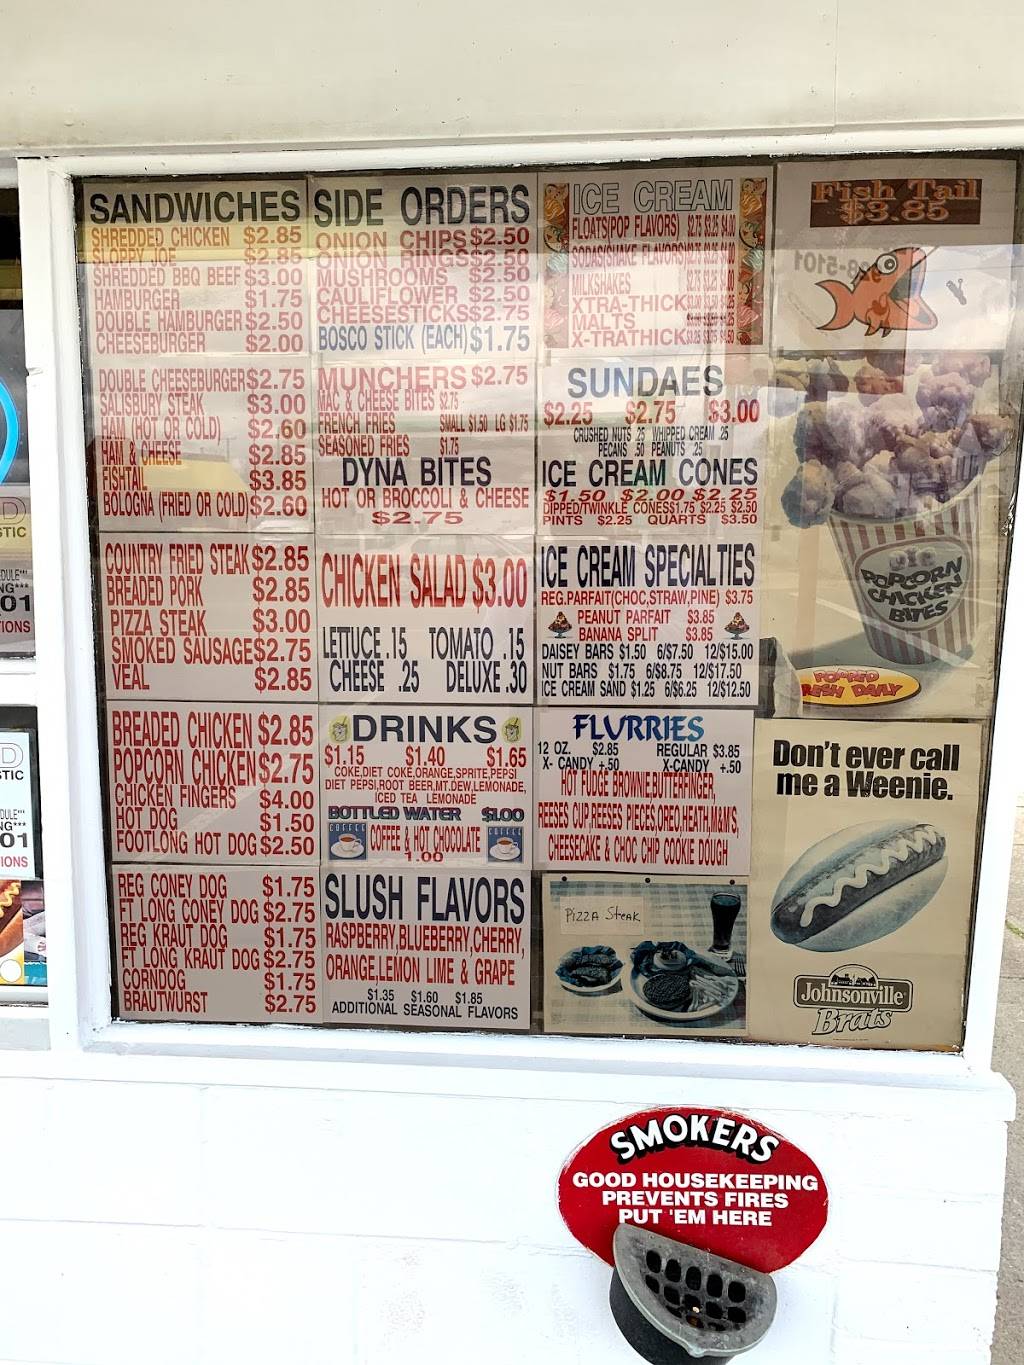 SANDWICHES
SHREDDED CHICKEN $2.85
SLOPPY JOE $2.85
SHREDDED BBQ BEEF $3.00
HAMBURGER $1.75
DOUBLE HAMBURGER $2.50
CHEESEBURGER $2.00
DOUBLE CHEESEBURGER $2.75
SALISBURY STEAK $3.00
HAM (HOT OR COLD) $2.60
HAM & CHEESE $2.85
FISHTAIL $3.85
BOLOGNA (FRIED OR COLD) $2.60
COUNTRY FRIED STEAK $2.85
BREADED PORK $2.85
PIZZA STEAK $3.00
SMOKED SAUSAGE $2.75
VEAL $2.85
BREADED CHICKEN $2.85
POPCORN CHICKEN $2.75
CHICKEN FINGERS $4.00
HOT DOG $1.50
FOOTLONG HOT DOG $2.50
REG CONEY DOG $1.75
FT LONG CONEY DOG $2.75
REG KRAUT DOG $1.75
FT LONG KRAUT DOG $2.75
CORNDOG $1.75
BRAUTWURST $2.75
SIDE ORDERS
ONION CHIPS $2.50
ONION RINGS $2.50
MUSHROOMS $2.50
CAULIFLOWER $2.50
CHEESESTICKS $2.75
BOSCO STICK (EACH) $1.75
MUNCHERS $2.75
MAC & CHEESE BITES $2.75
FRENCH FRIES SMALL $1.50 LG $1.75
SEASONED FRIES $1.75
DYNA BITES
HOT OR BROCCOLI & CHEESE
$2.75
CHICKEN SALAD $3.00
LETTUCE .15 TOMATO .15
CHEESE .25 DELUXE .30
DRINKS
$1.15 $1.40 $1.65
COKE,DIET COKE,ORANGE,SPRITE,PEPSI
DIET PEPSI,ROOT BEER,MT.DEW,LEMONADE,
ICED TEA LEMONADE
BOTTLED WATER $1.00
COFFEE & HOT CHOCOLATE
1.00
SLUSH FLAVORS
RASPBERRY,BLUEBERRY,CHERRY,
ORANGE,LEMON LIME & GRAPE
$1.35 $1.60 $1.85
ADDITIONAL SEASONAL FLAVORS
ICE CREAM
FLOATS(POP FLAVORS) $2.75 $3.25 $4.00
SODAS(SHAKE FLAVORS)
MILKSHAKES
XTRA-THICK
MALTS
X-TRATHICK
SUNDAES
$2.25 $2.75 $3.00
CRUSHED NUTS .25 WHIPPED CREAM .25
PECANS .50 PEANUTS .25
ICE CREAM CONES
$1.50 $2.00 $2.25
DIPPED/TWINKLE CONES $1.75 $2.25 $2.50
PINTS $2.25 QUARTS $3.50
ICE CREAM SPECIALTIES
REG.PARFAIT(CHOC,STRAW,PINE) $3.75
PEANUT PARFAIT $3.85
BANANA SPLIT $3.85
DAISEY BARS $1.50 6/$7.50 12/$15.00
NUT BARS $1.75 6/$8.75 12/$17.50
ICE CREAM SAND $1.25 6/$6.25 12/$12.50
FLURRIES
12 OZ. $2.85 REGULAR $3.85
X- CANDY +.50 X-CANDY +.50
HOT FUDGE BROWNIE,BUTTERFINGER,
REESES CUP,REESES PIECES,OREO,HEATH,M&M'S,
CHEESECAKE & CHOC CHIP COOKIE DOUGH
PIZZA STEAK
Fish Tail
$3.85
POPCORN
CHICKEN
BITES
Don't ever call
me a Weenie.
Johnsonville
Brats
SMOKERS
GOOD HOUSEKEEPING
PREVENTS FIRES
PUT 'EM HERE